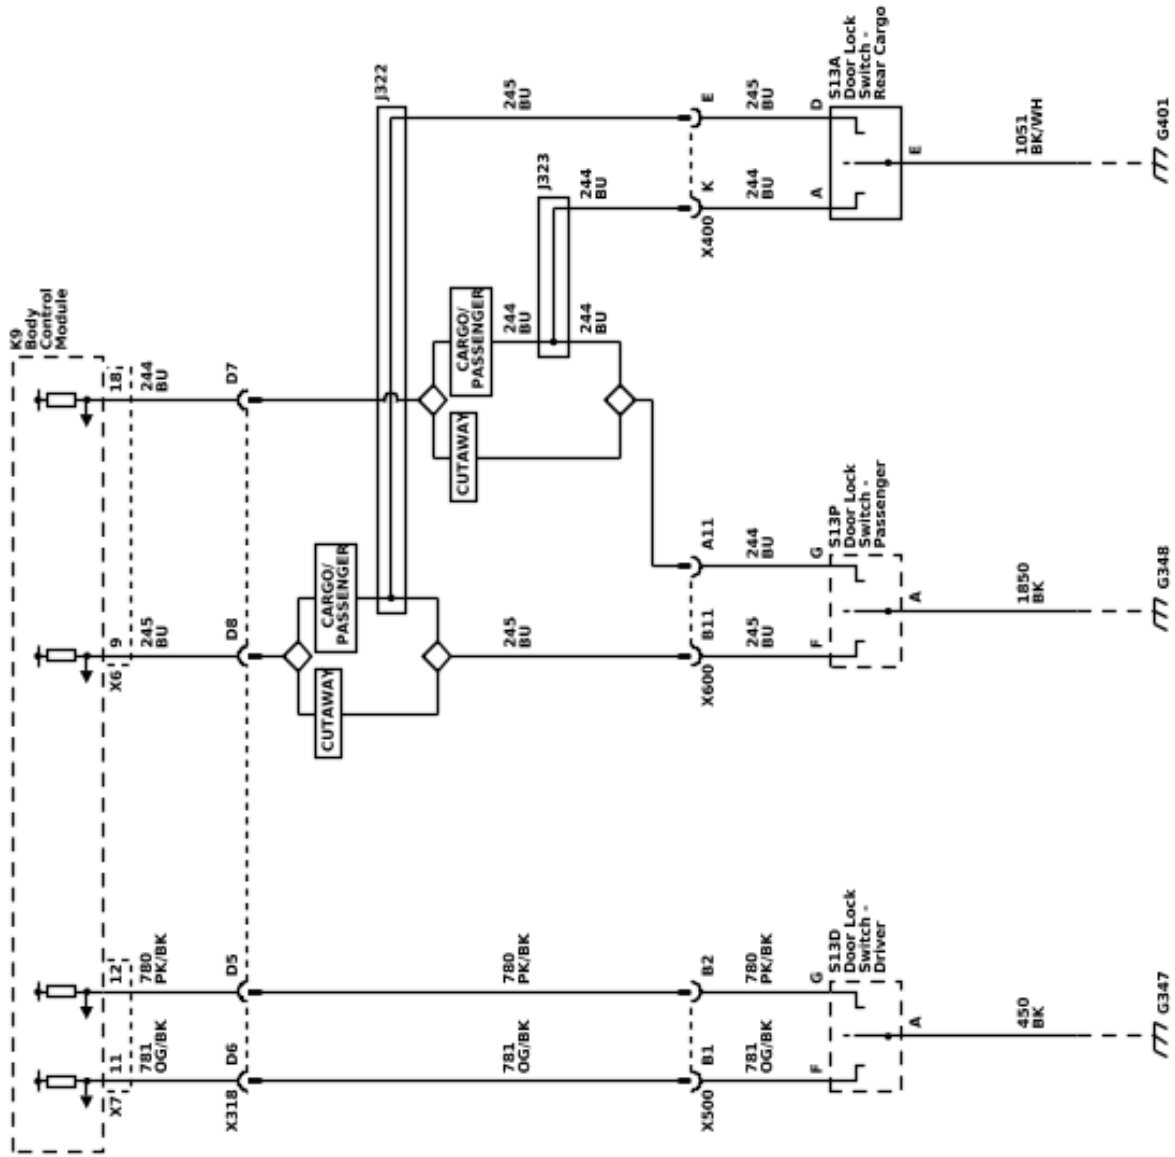 K9
Body
Control
Module
X7
11
12
X6
9
18
781
OG/BK
780
PK/BK
245
BU
244
BU
X318
D6
D5
D8
D7
CUTAWAY
CARGO/
PASSENGER
J322
CUTAWAY
CARGO/
PASSENGER
781
OG/BK
780
PK/BK
245
BU
244
BU
245
BU
J323
244
BU
244
BU
X500
B1
B2
X600
B11
A11
X400
K
E
781
OG/BK
780
PK/BK
245
BU
244
BU
244
BU
245
BU
F
G
F
G
A
D
S13D
Door Lock
Switch -
Driver
S13P
Door Lock
Switch -
Passenger
S13A
Door Lock
Switch -
Rear Cargo
A
A
E
450
BK
1850
BK
1051
BK/WH
G347
G348
G401